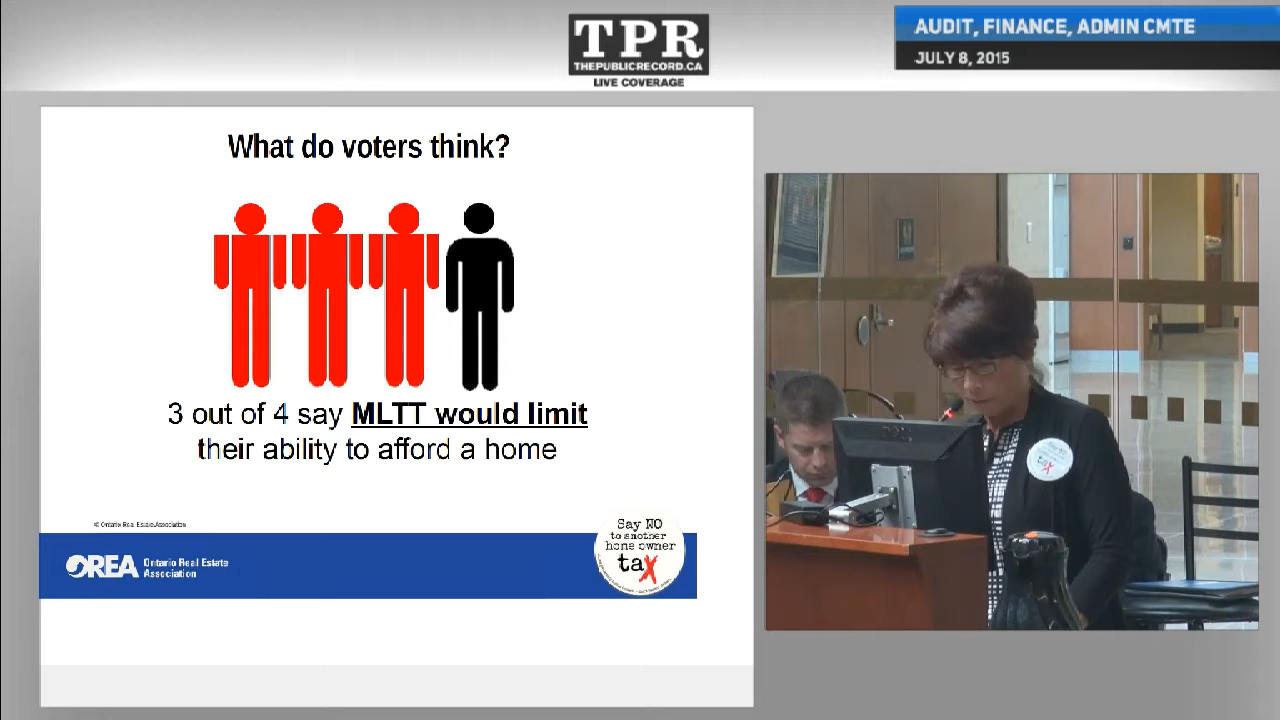 TPR
THEPUBLICRECORD.CA
LIVE COVERAGE
AUDIT, FINANCE, ADMIN CMTE
JULY 8, 2015
What do voters think?
3 out of 4 say MLTT would limit
their ability to afford a home
© Ontario Real Estate Association
OREA Ontario Real Estate
Association
Say NO
to another
home owner
tax
tax